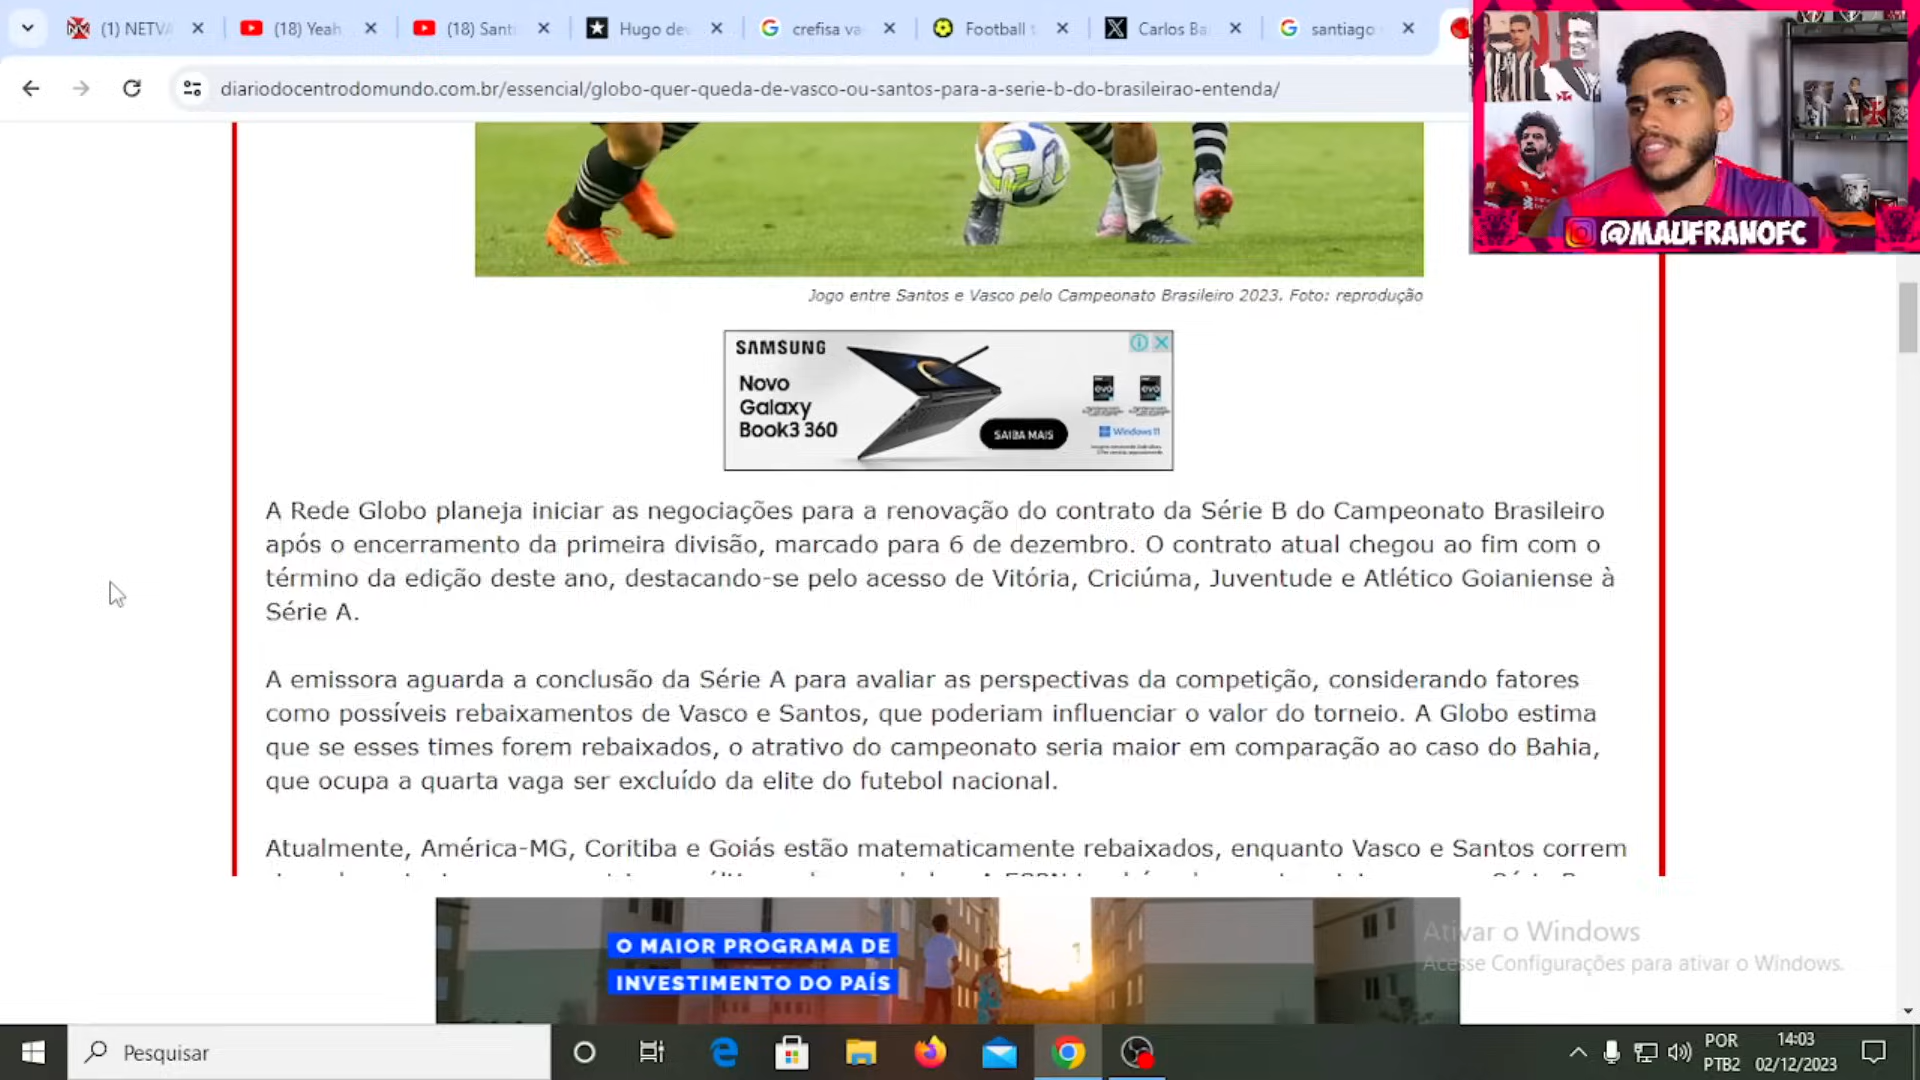 (1) NETVA
(18) Yeah
(18) Santi
Hugo dev
crefisa va
Football t
Carlos Ba
santiago
diariodocentrodomundo.com.br/essencial/globo-quer-queda-de-vasco-ou-santos-para-a-serie-b-do-brasileirao-entenda/
@MAUFRANOFC
Jogo entre Santos e Vasco pelo Campeonato Brasileiro 2023. Foto: reprodução
SAMSUNG
Novo
Galaxy
Book3 360
SAIBA MAIS
evo evo
Windows 11
A Rede Globo planeja iniciar as negociações para a renovação do contrato da Série B do Campeonato Brasileiro
após o encerramento da primeira divisão, marcado para 6 de dezembro. O contrato atual chegou ao fim com o
término da edição deste ano, destacando-se pelo acesso de Vitória, Criciúma, Juventude e Atlético Goianiense à
Série A.
A emissora aguarda a conclusão da Série A para avaliar as perspectivas da competição, considerando fatores
como possíveis rebaixamentos de Vasco e Santos, que poderiam influenciar o valor do torneio. A Globo estima
que se esses times forem rebaixados, o atrativo do campeonato seria maior em comparação ao caso do Bahia,
que ocupa a quarta vaga ser excluído da elite do futebol nacional.
Atualmente, América-MG, Coritiba e Goiás estão matematicamente rebaixados, enquanto Vasco e Santos correm
O MAIOR PROGRAMA DE
INVESTIMENTO DO PAÍS
Ativar o Windows
Acesse Configurações para ativar o Windows.
Pesquisar
POR
PTB2
14:03
02/12/2023